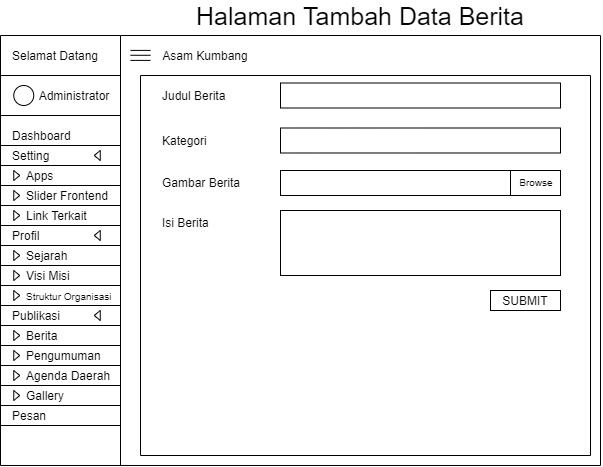 Halaman Tambah Data Berita
Selamat Datang
Asam Kumbang
Administrator
Dashboard
Setting
Apps
Slider Frontend
Link Terkait
Profil
Sejarah
Visi Misi
Struktur Organisasi
Publikasi
Berita
Pengumuman
Agenda Daerah
Gallery
Pesan
Judul Berita
Kategori
Gambar Berita
Browse
Isi Berita
SUBMIT